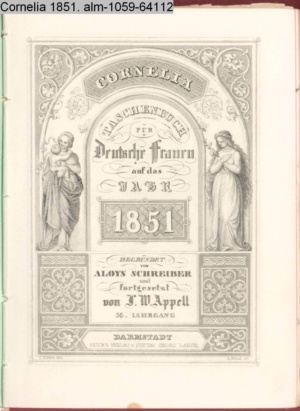 Cornelia 1851. alm-1059-64112
CORNELIA
TASCHENBUCH
FÜR
Deutsche Frauen
auf das
JAHR
1851
BEGRÜNDET
von
ALOYS SCHREIBER
und
fortgesetzt
von J. W. Appell
36. JAHRGANG
DARMSTADT